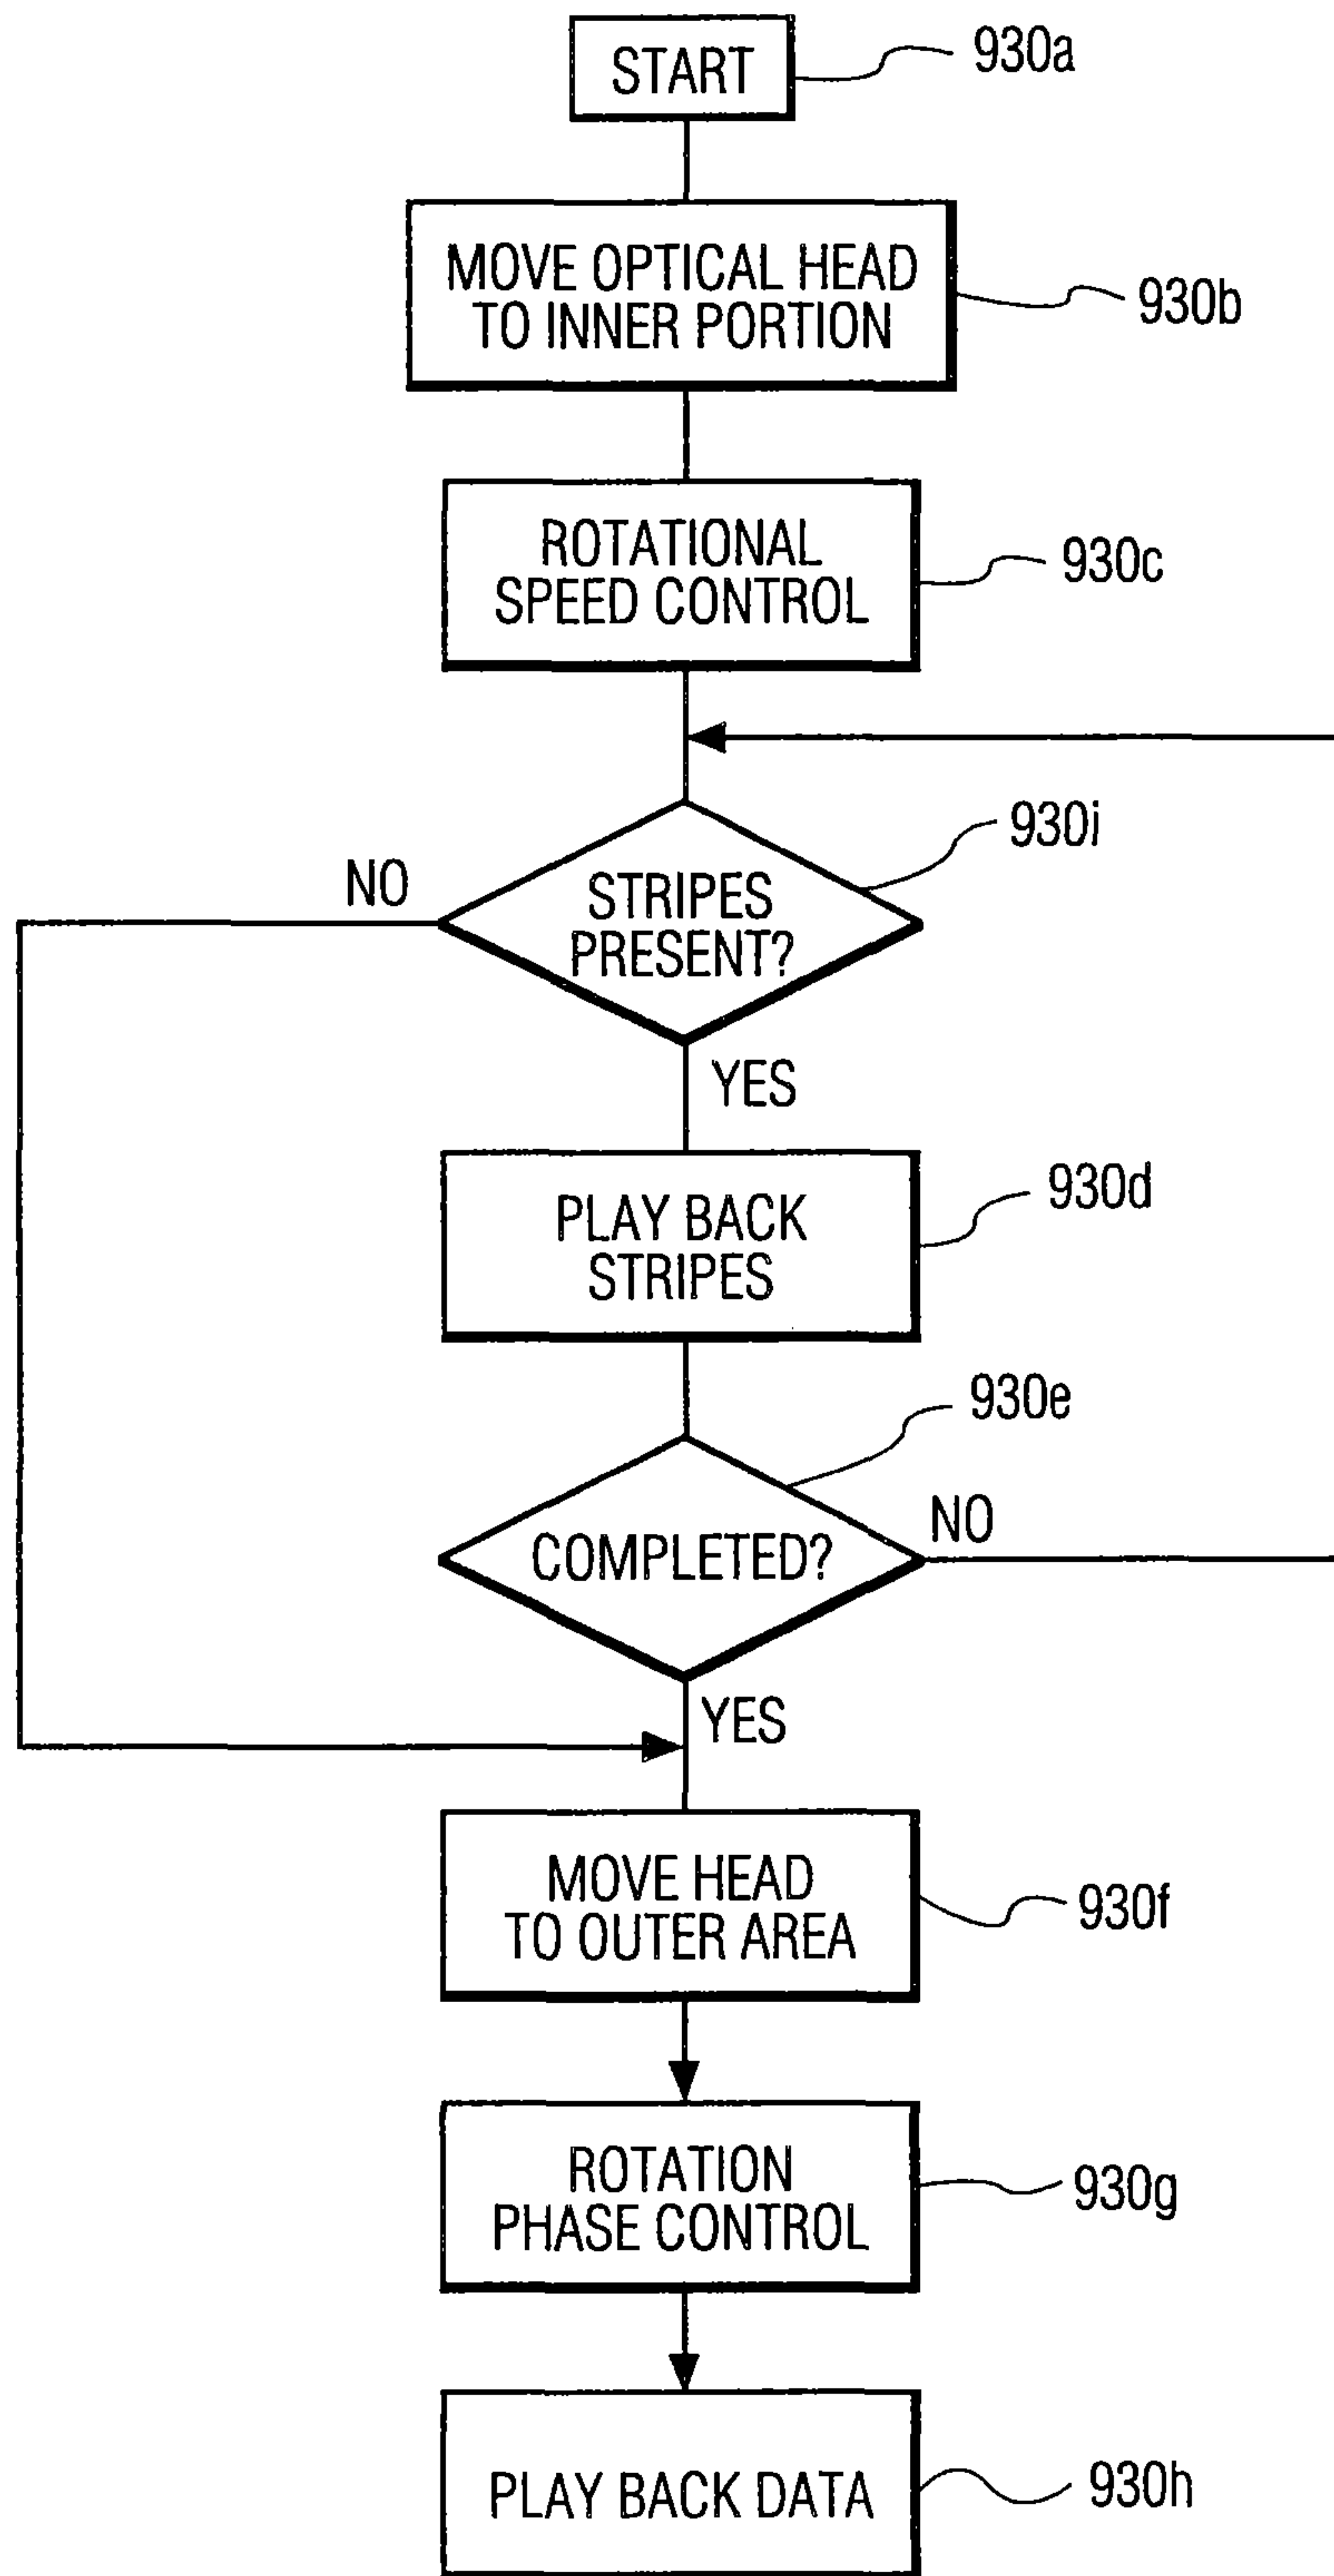 START
930a
MOVE OPTICAL HEAD
TO INNER PORTION
930b
ROTATIONAL
SPEED CONTROL
930c
930i
NO
STRIPES
PRESENT?
YES
PLAY BACK
STRIPES
930d
930e
NO
COMPLETED?
YES
MOVE HEAD
TO OUTER AREA
930f
ROTATION
PHASE CONTROL
930g
PLAY BACK DATA
930h